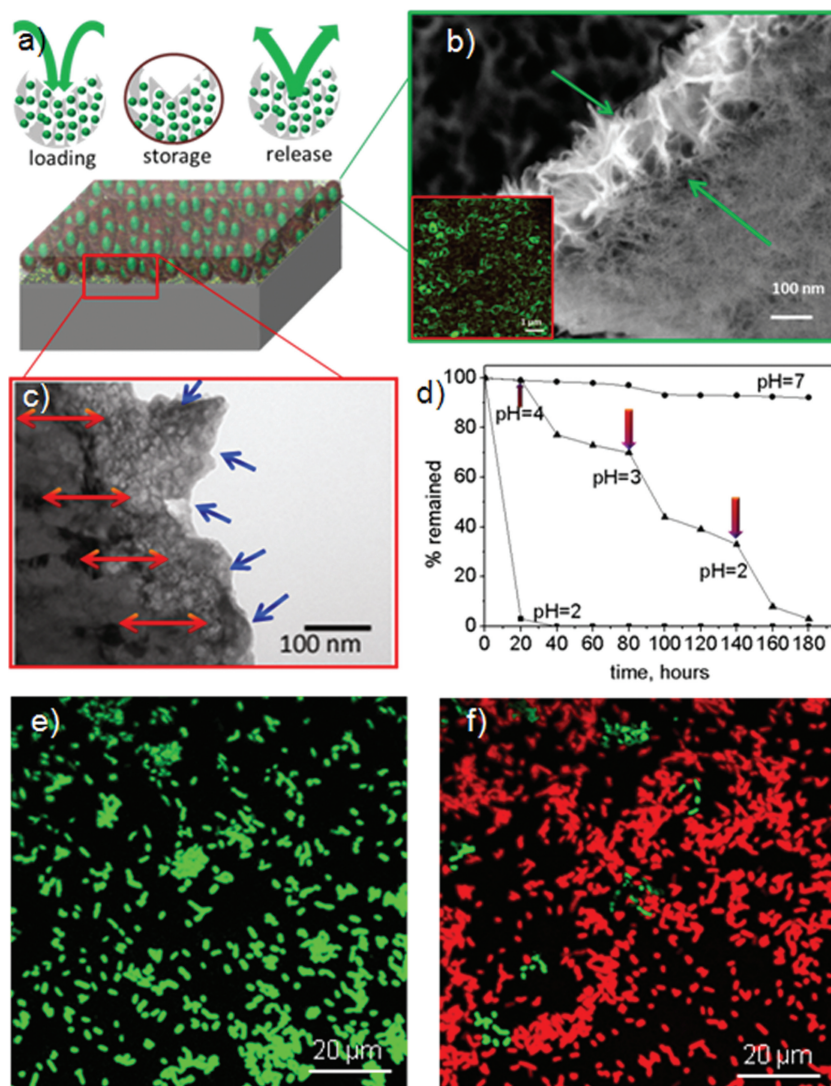 a)
loading
storage
release
b)
1 µm
100 nm
c)
100 nm
d)
% remained
100
80
60
40
20
0
pH=7
pH=4
pH=3
pH=2
pH=2
0 20 40 60 80 100 120 140 160 180
time, hours
e)
20 µm
f)
20 µm